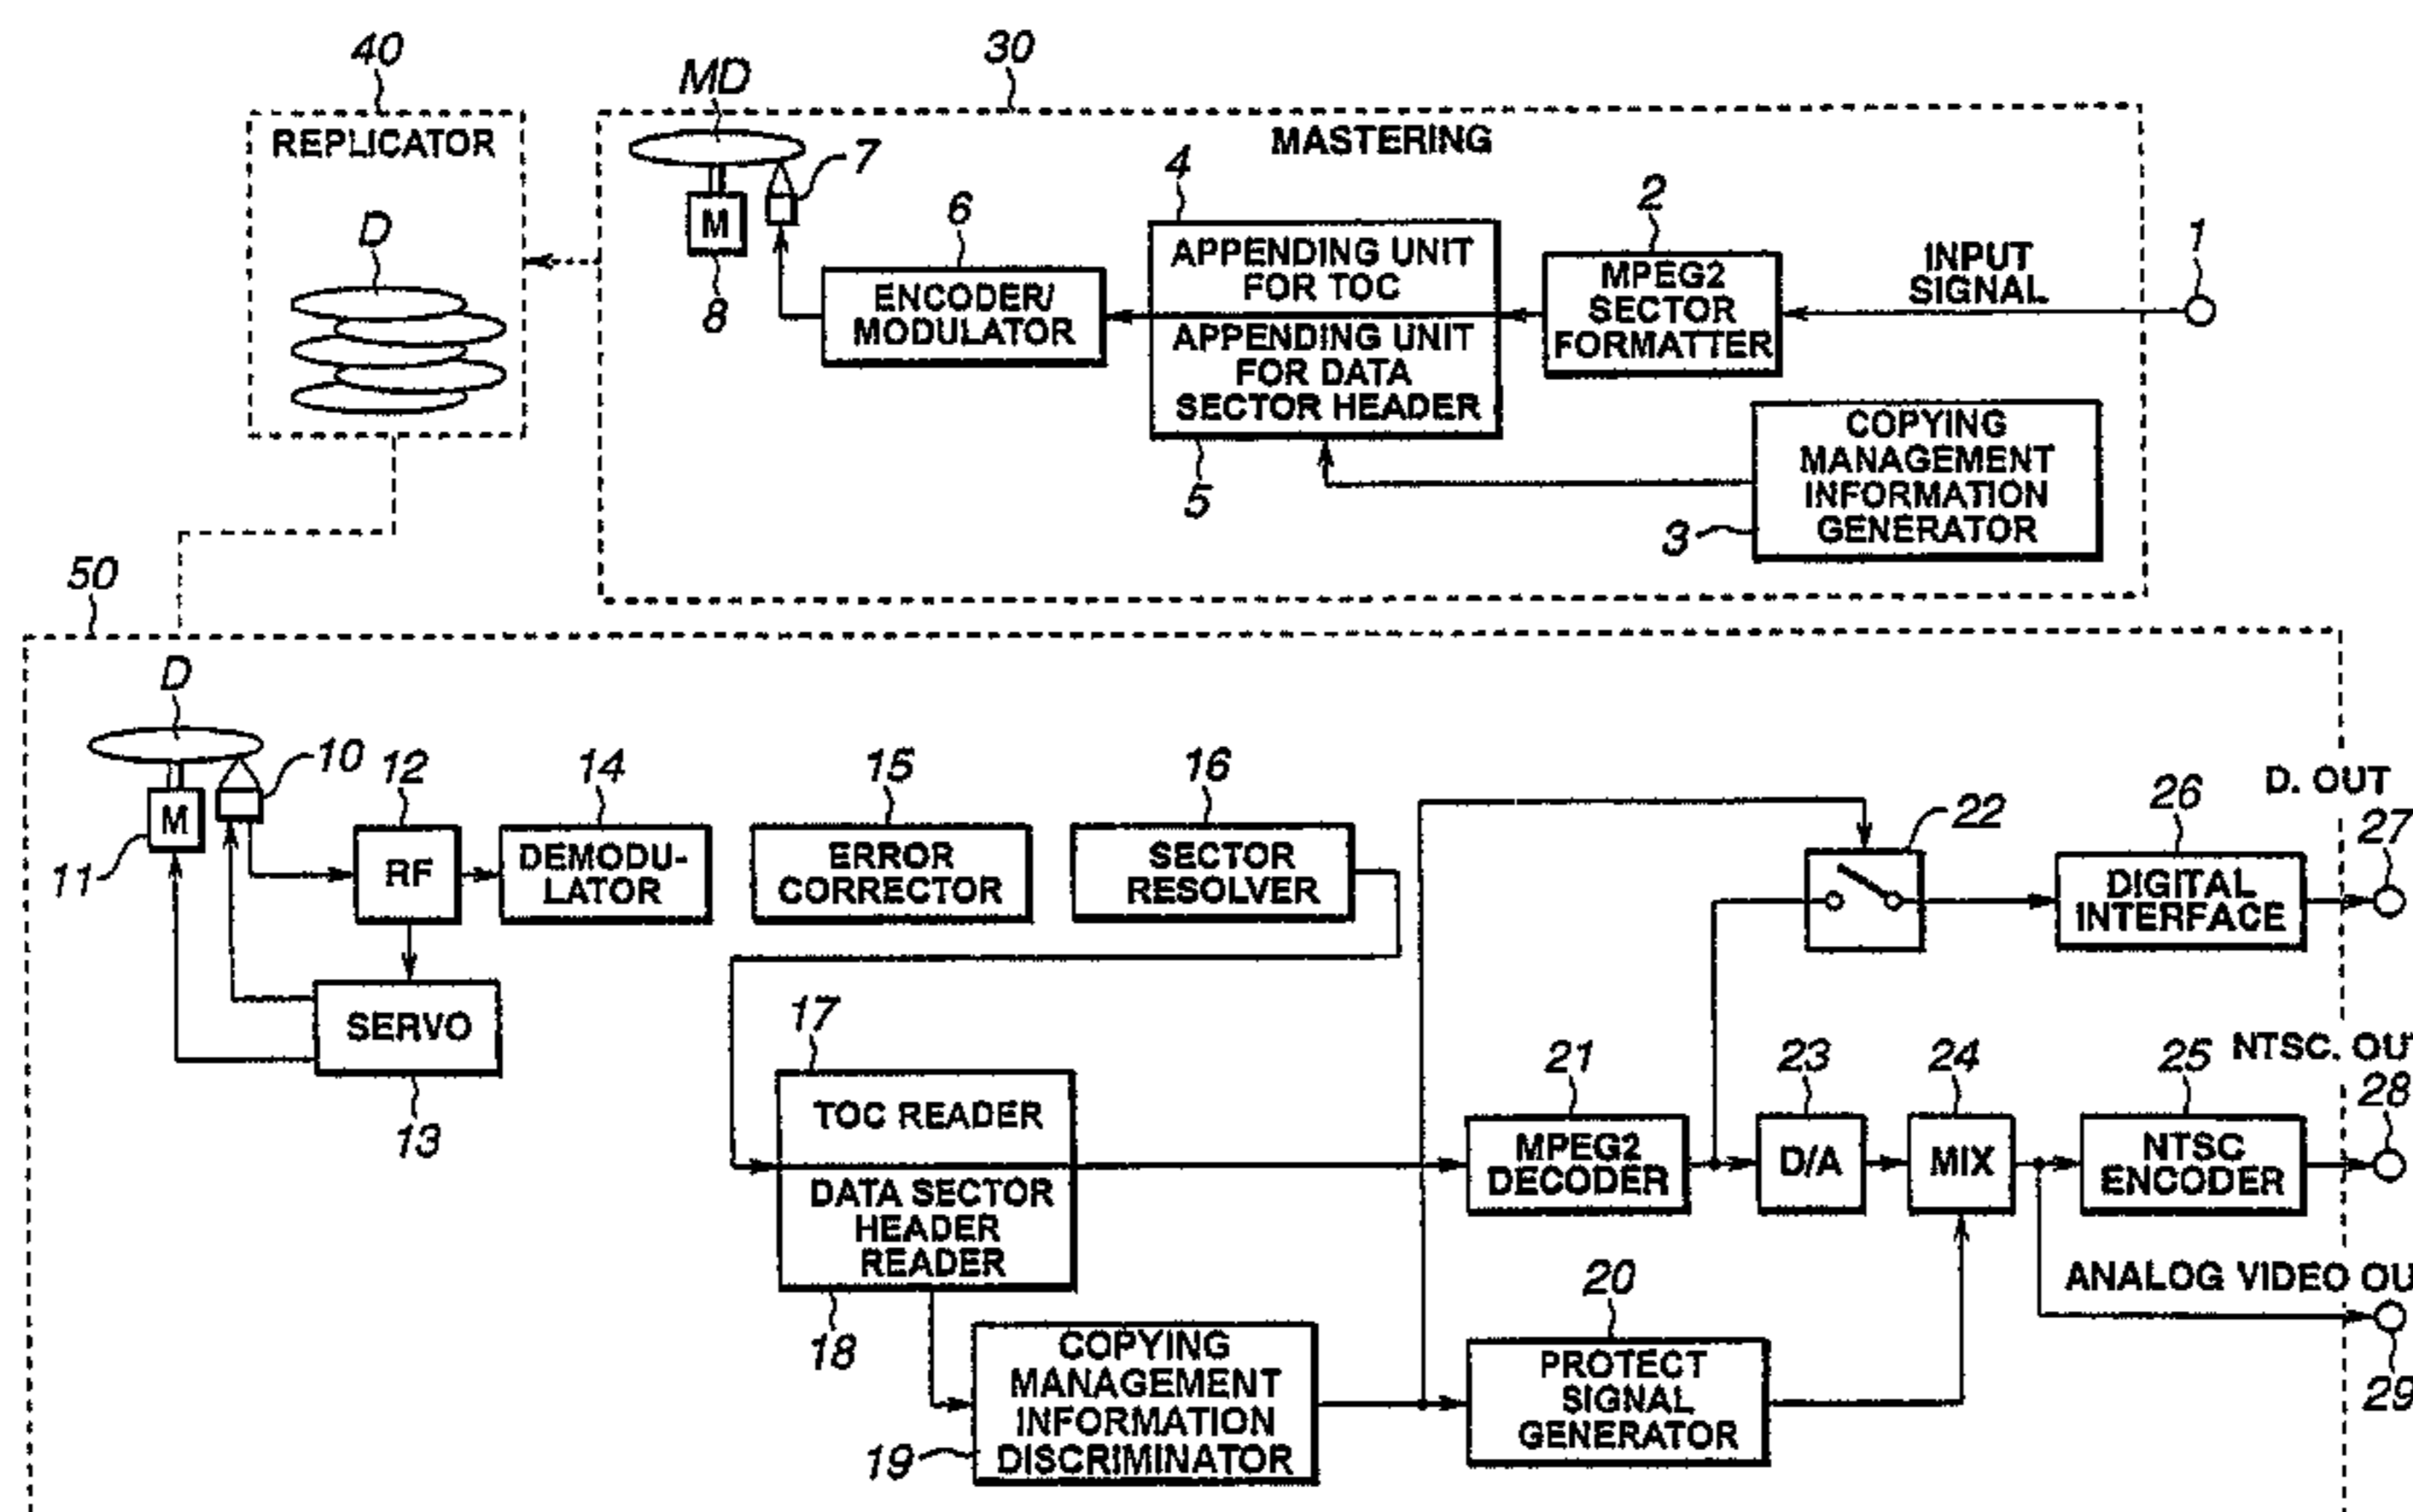 40
REPLICATOR
D
30
MD
MASTERING
7
M
8
6
ENCODER/
MODULATOR
4
APPENDING UNIT
FOR TOC
APPENDING UNIT
FOR DATA
SECTOR HEADER
5
2
MPEG2
SECTOR
FORMATTER
INPUT
SIGNAL
1
COPYING
MANAGEMENT
INFORMATION
GENERATOR
3
50
D
10
M
11
12
RF
SERVO
13
14
DEMODU-
LATOR
15
ERROR
CORRECTOR
16
SECTOR
RESOLVER
17
TOC READER
DATA SECTOR
HEADER
READER
18
COPYING
MANAGEMENT
INFORMATION
DISCRIMINATOR
19
20
PROTECT
SIGNAL
GENERATOR
21
MPEG2
DECODER
22
23
D/A
24
MIX
25
NTSC
ENCODER
26
DIGITAL
INTERFACE
D. OUT
27
NTSC. OU
28
ANALOG VIDEO OU
29